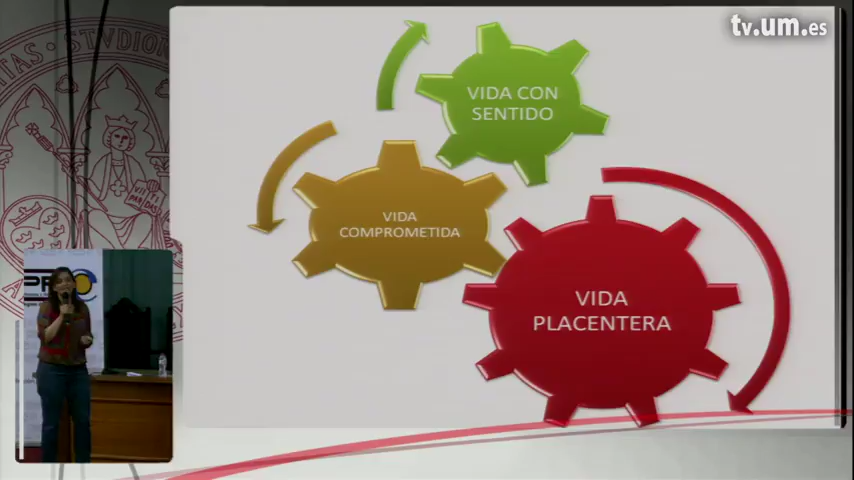 tv.um.es
VIDA CON
SENTIDO
VIDA
COMPROMETIDA
VIDA
PLACENTERA